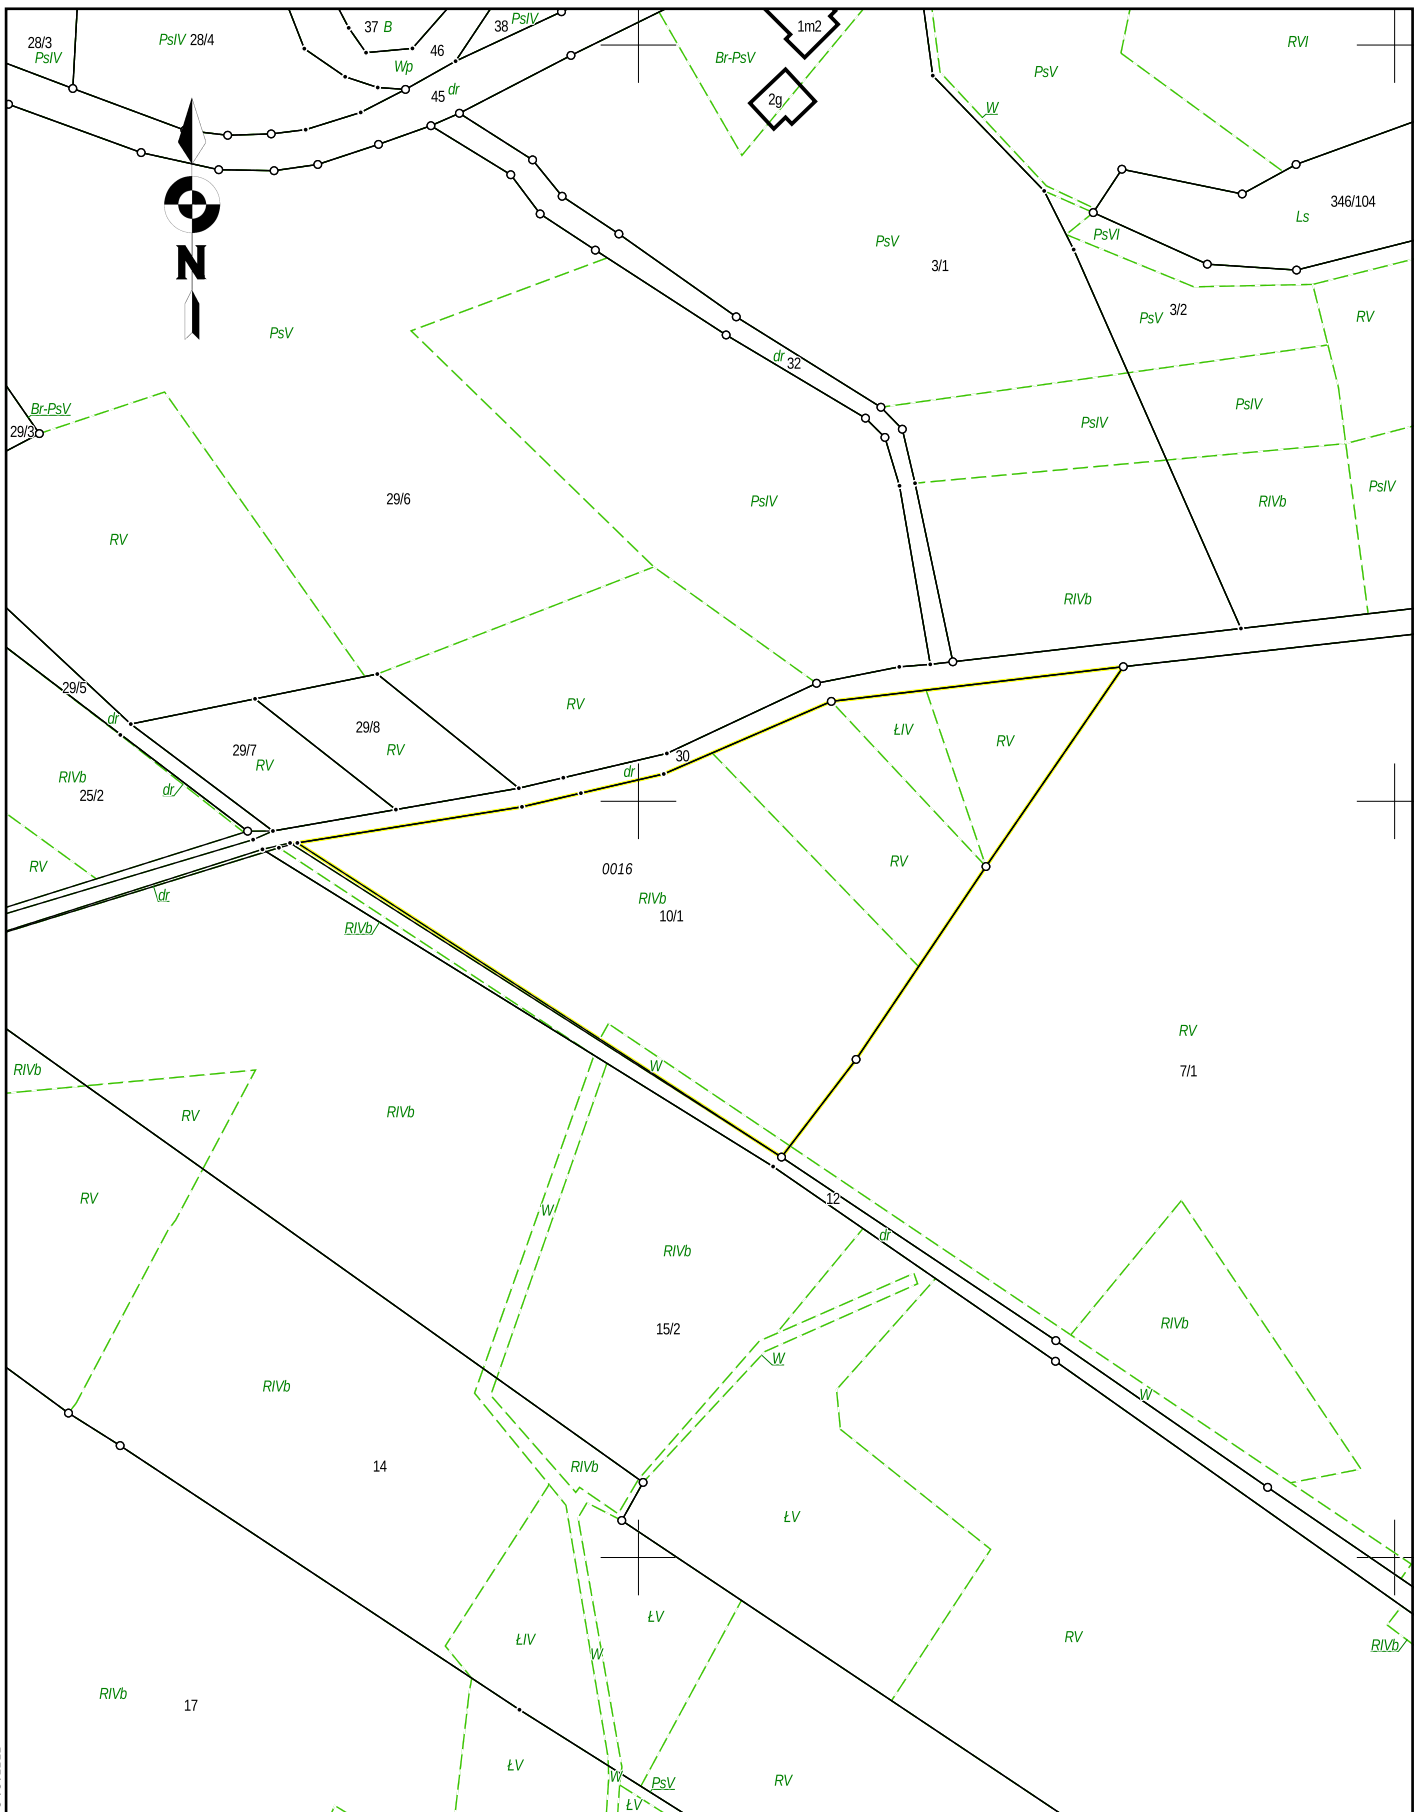 37 B
38 PsIV
1m2
28/3
PsIV
PsIV 28/4
46
Wp
Br-PsV
RVI
PsV
45 dr
2g
W
346/104
Ls
PsVI
PsV
3/1
N
3/2
PsV
RV
PsV
dr 32
Br-PsV
29/3
PsIV
PsIV
29/6
PsIV
RIVb
PsIV
RV
RIVb
29/5
dr
29/8
RV
29/7
RV
RV
ŁIV
RV
30
dr
RIVb
25/2
dr
RV
dr
0016
RV
RIVb
10/1
RIVb
RV
7/1
W
RIVb
RV
RIVb
RV
12
dr
W
RIVb
15/2
RIVb
W
RIVb
W
14
RIVb
ŁV
ŁV
ŁIV
W
RV
RIVb
RIVb
17
ŁV
W PsV
RV
ŁV